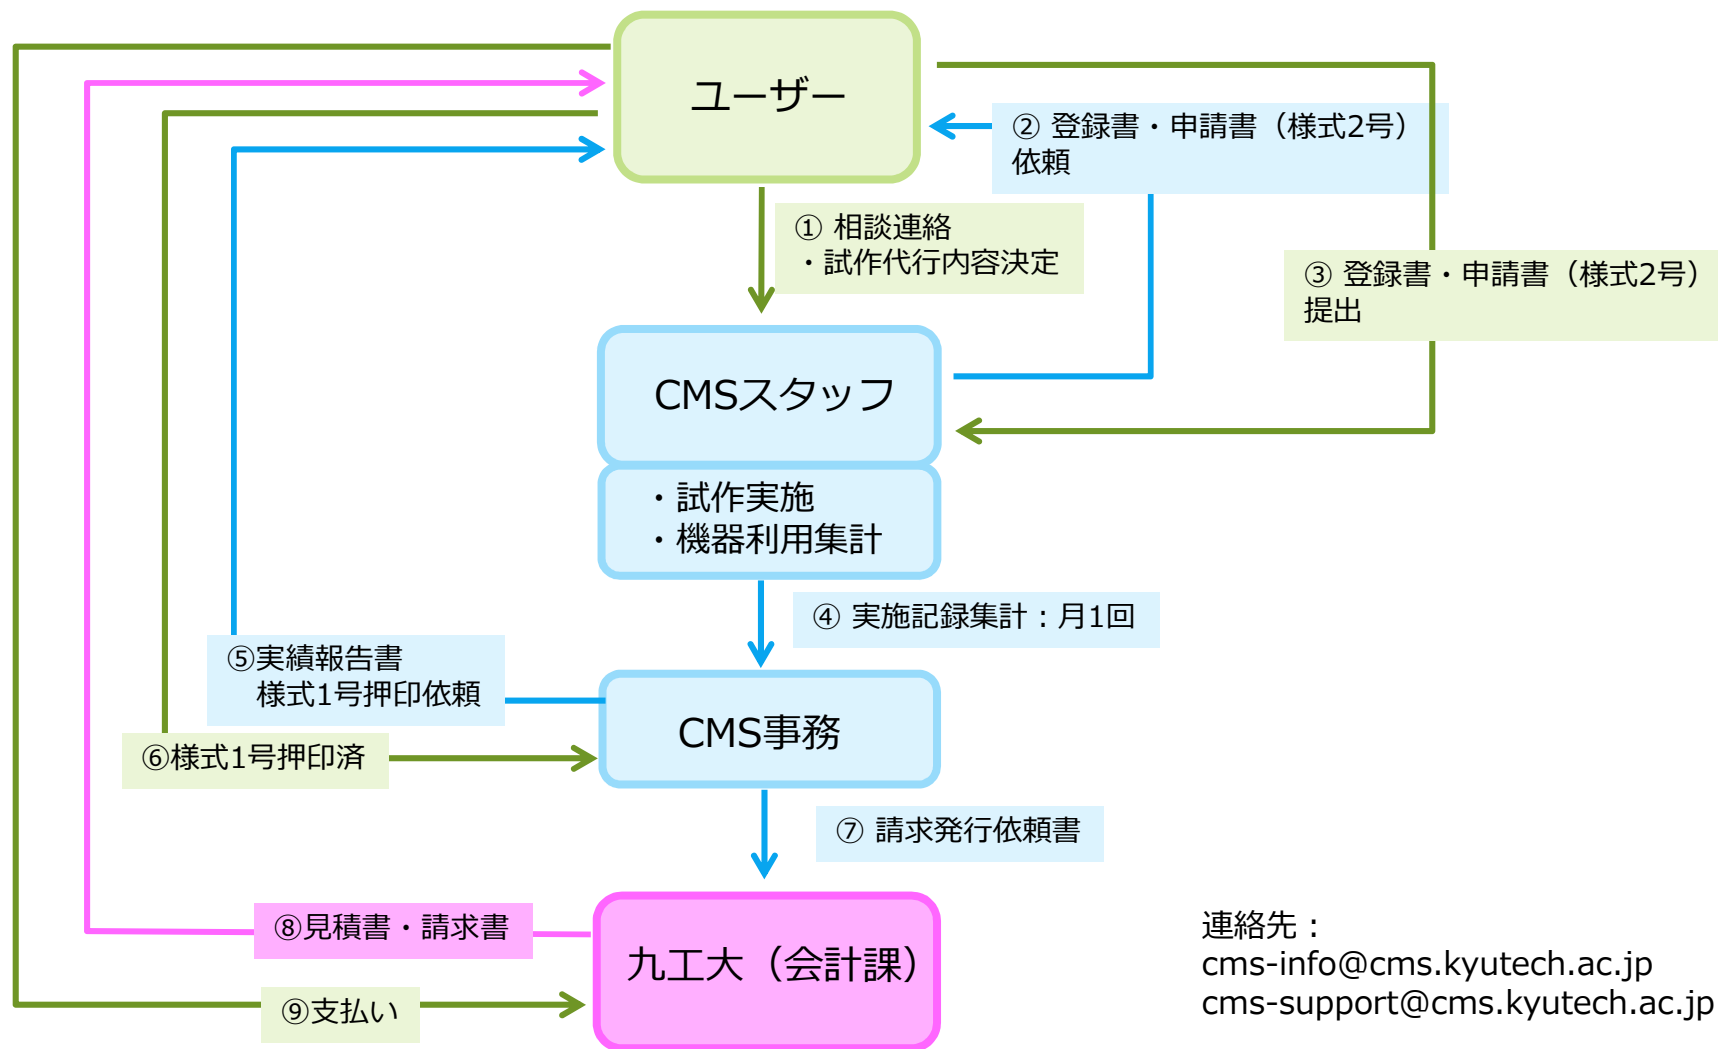 ユーザー
② 登録書・申請書（様式2号）
依頼
① 相談連絡
・試作代行内容決定
③ 登録書・申請書（様式2号）
提出
CMSスタッフ
・試作実施
・機器利用集計
④ 実施記録集計：月1回
⑤実績報告書
様式1号押印依頼
CMS事務
⑥様式1号押印済
⑦ 請求発行依頼書
⑧見積書・請求書
九工大（会計課）
⑨支払い
連絡先：
cms-info@cms.kyutech.ac.jp
cms-support@cms.kyutech.ac.jp